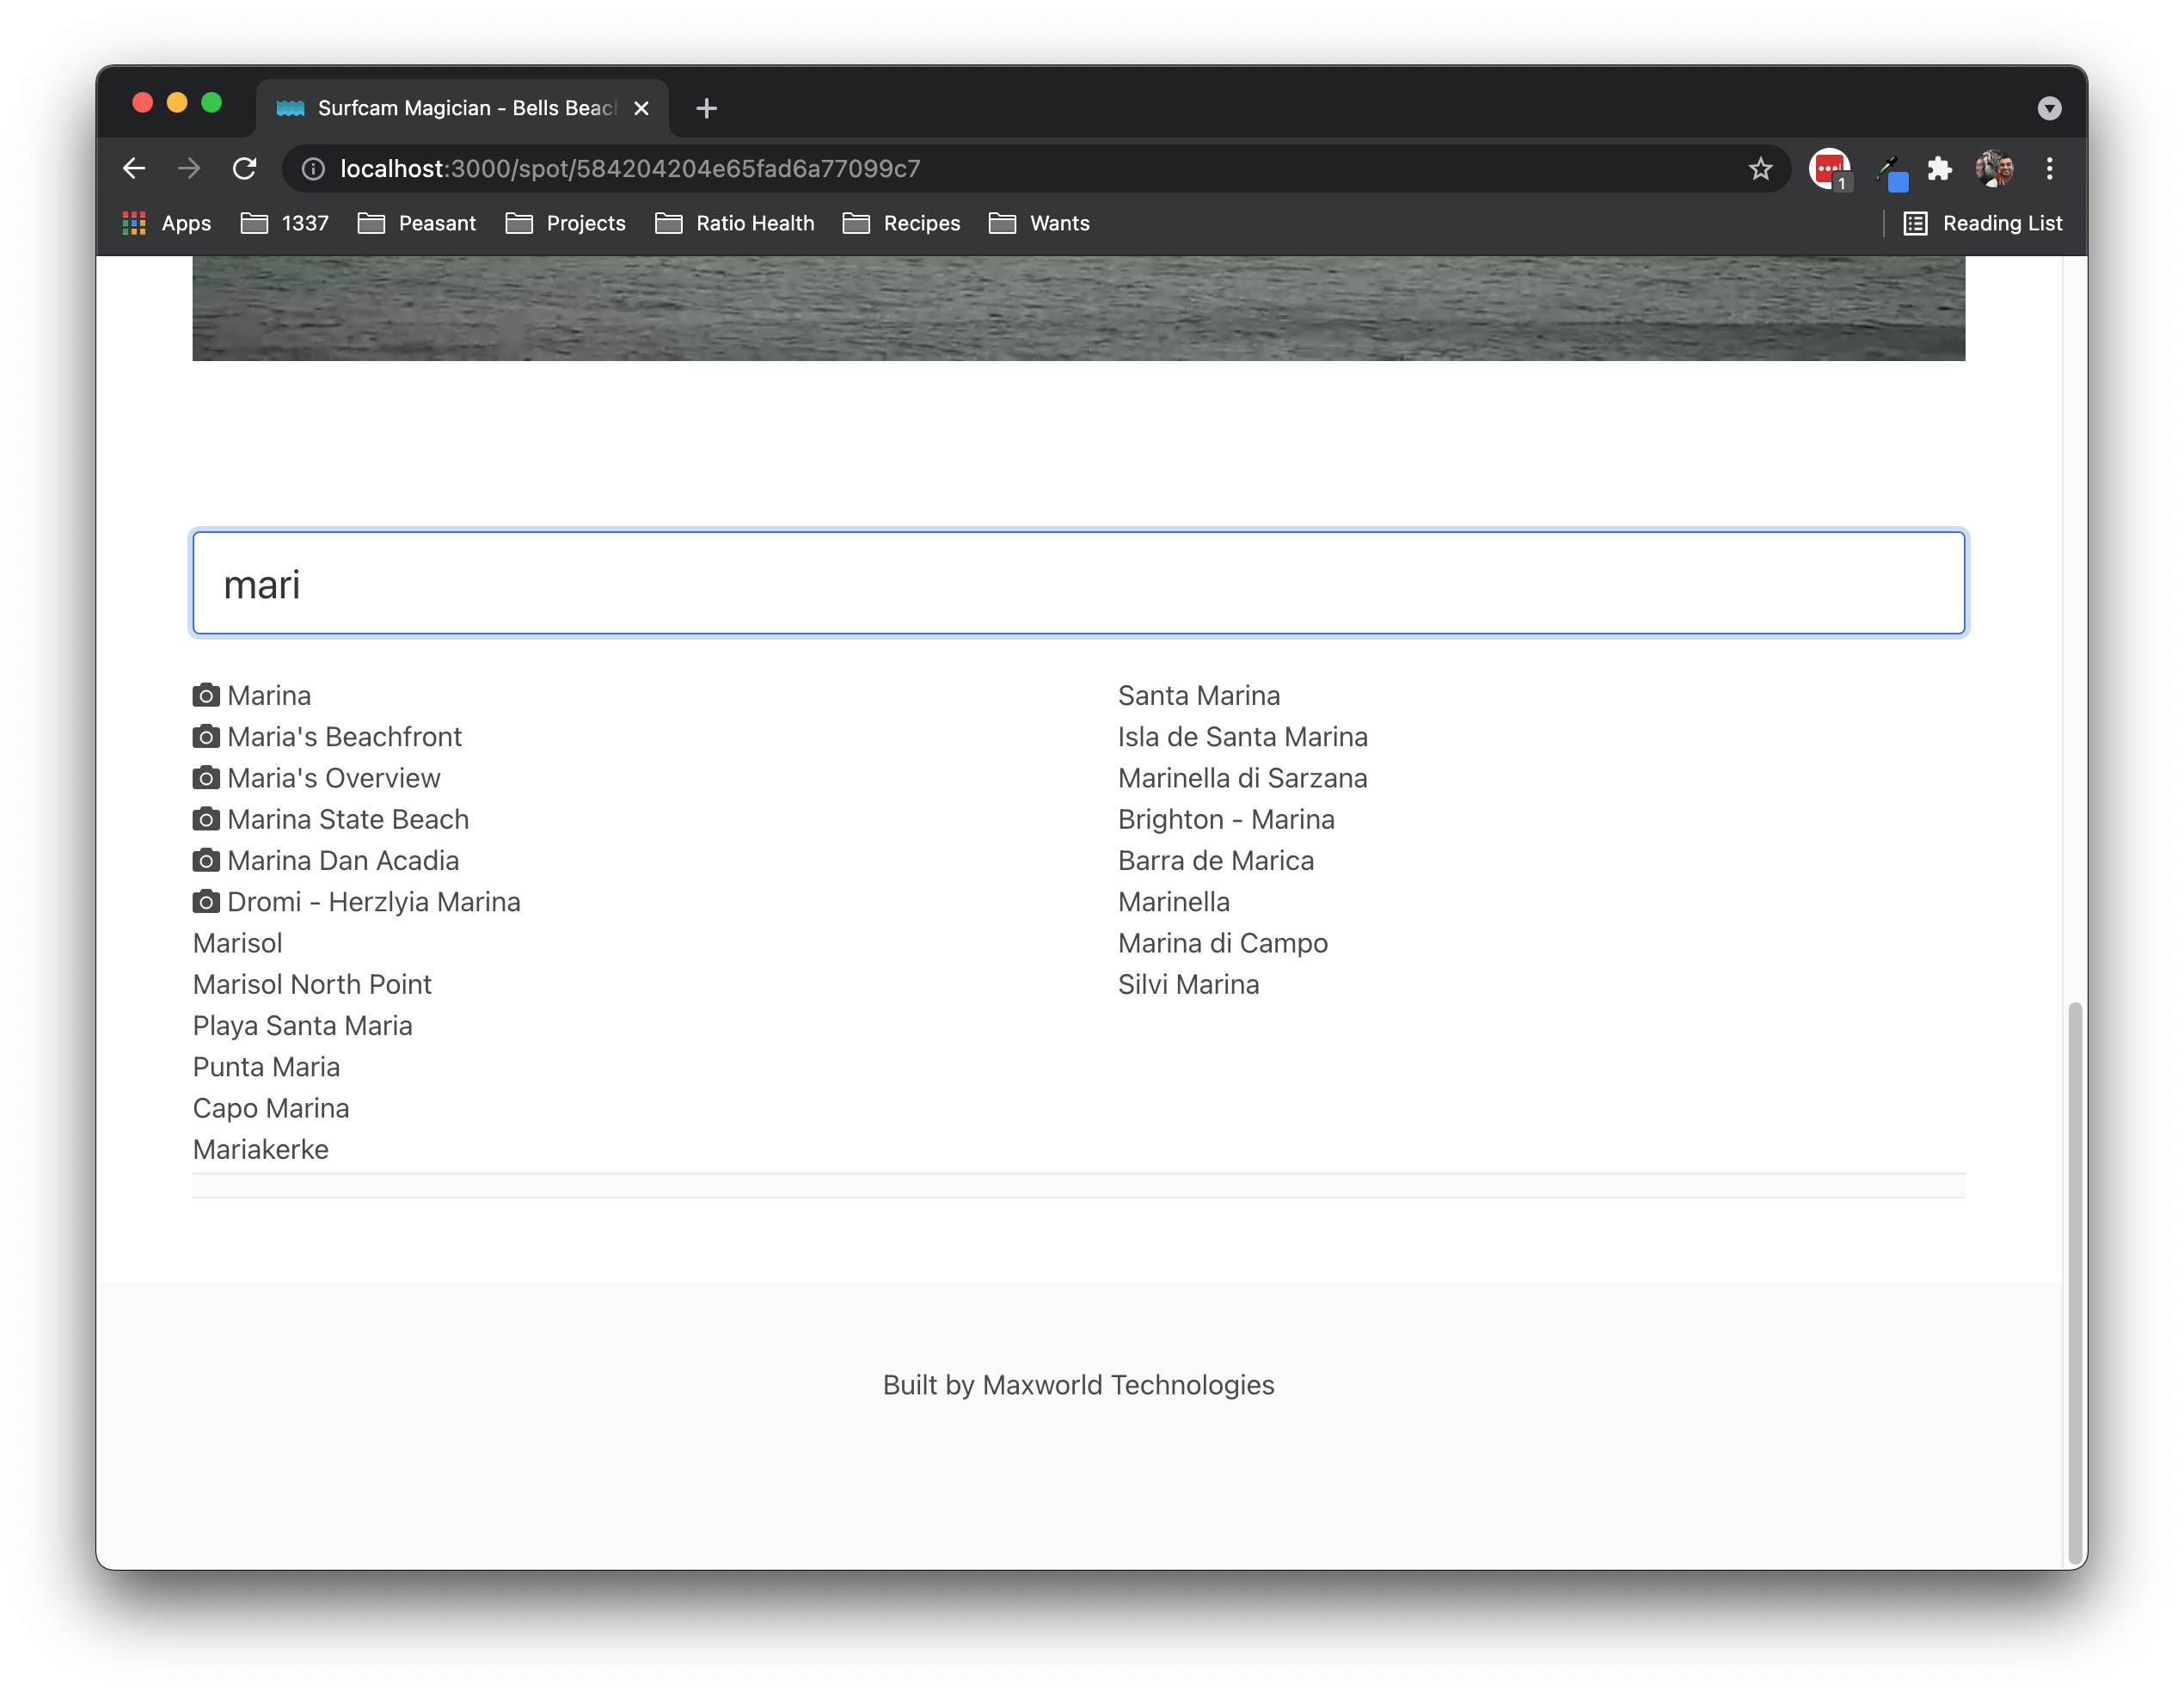 Surfcam Magician - Bells Beach
localhost:3000/spot/584204204e65fad6a77099c7
1
Apps
1337
Peasant
Projects
Ratio Health
Recipes
Wants
Reading List
mari
Marina
Maria's Beachfront
Maria's Overview
Marina State Beach
Marina Dan Acadia
Dromi - Herzlyia Marina
Marisol
Marisol North Point
Playa Santa Maria
Punta Maria
Capo Marina
Mariakerke
Santa Marina
Isla de Santa Marina
Marinella di Sarzana
Brighton - Marina
Barra de Marica
Marinella
Marina di Campo
Silvi Marina
Built by Maxworld Technologies